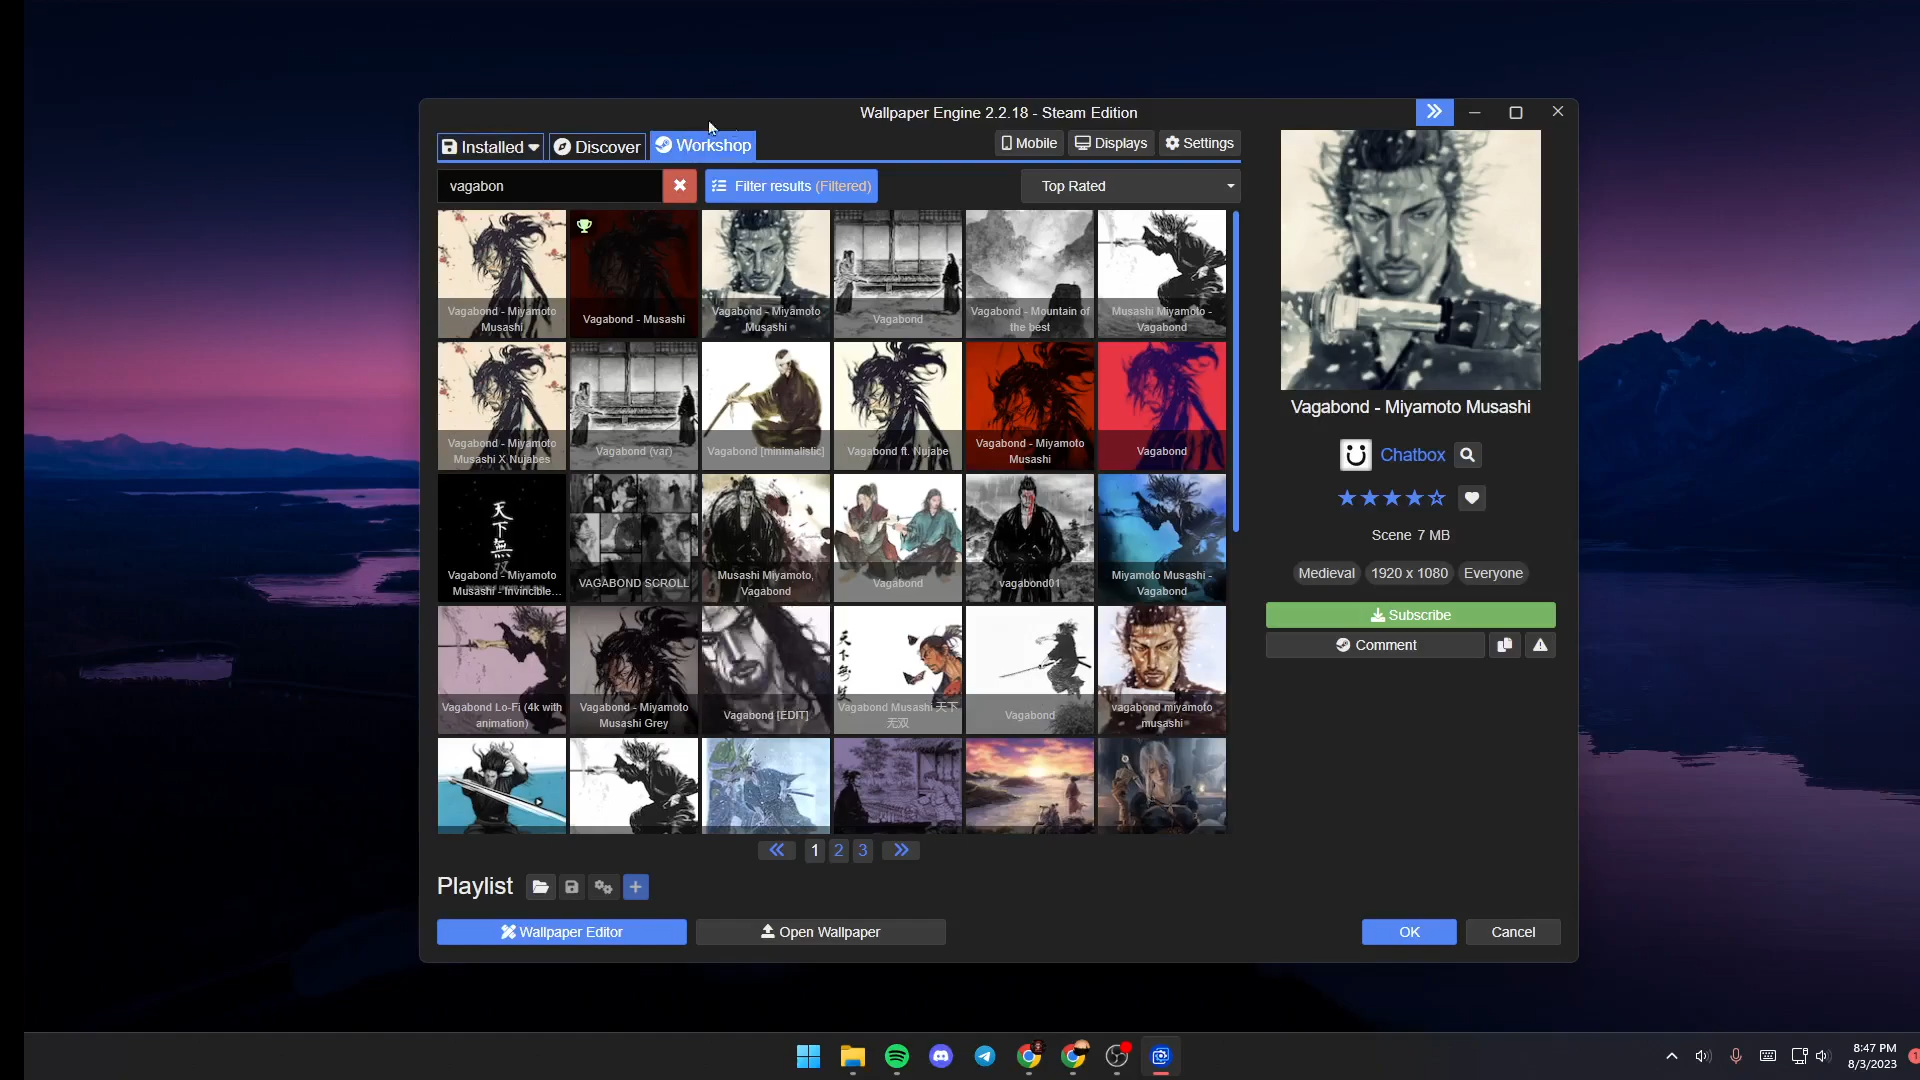 Wallpaper Engine 2.2.18 - Steam Edition
Installed
Discover
Workshop
Mobile
Displays
Settings
vagabon
Filter results (Filtered)
Top Rated
Vagabond - Miyamoto
Musashi
Vagabond - Musashi
Vagabond - Miyamoto
Musashi
Vagabond
Vagabond - Mountain of
the best
Musashi Miyamoto -
Vagabond
Vagabond - Miyamoto
Musashi X Nujabes
Vagabond (var)
Vagabond [minimalistic]
Vagabond ft. Nujabe
Vagabond - Miyamoto
Musashi
Vagabond
天下無双
Vagabond - Miyamoto
Musashi - Invincible...
VAGABOND SCROLL
Musashi Miyamoto,
Vagabond
Vagabond
vagabond01
Miyamoto Musashi -
Vagabond
Vagabond Lo-Fi (4k with
animation)
Vagabond - Miyamoto
Musashi Grey
Vagabond [EDIT]
Vagabond Musashi 天下
无双
Vagabond
vagabond miyamoto
musashi
1 2 3
Vagabond - Miyamoto Musashi
Chatbox
Scene 7 MB
Medieval
1920 x 1080
Everyone
Subscribe
Comment
Playlist
Wallpaper Editor
Open Wallpaper
OK
Cancel
8:47 PM
8/3/2023
1